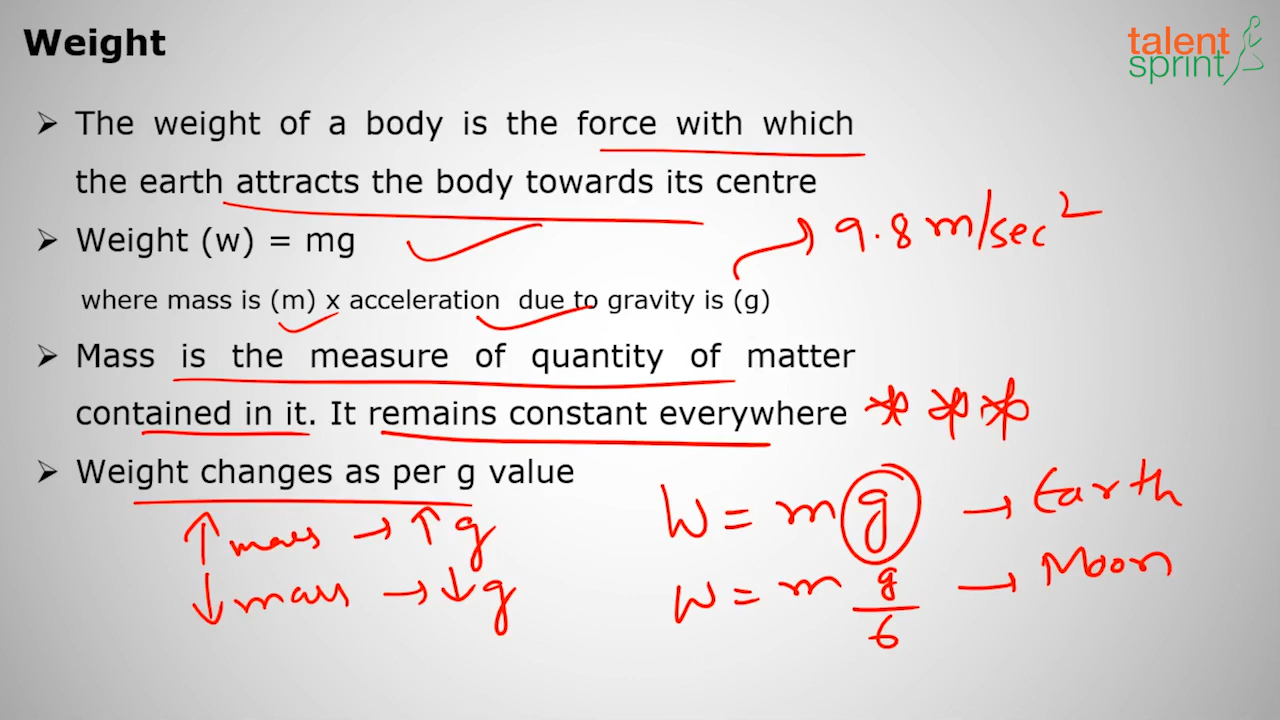 Weight
talent
sprint
➢ The weight of a body is the force with which
the earth attracts the body towards its centre
➢ Weight (w) = mg
→ 9.8 m/sec²
where mass is (m) x acceleration due to gravity is (g)
➢ Mass is the measure of quantity of matter
contained in it. It remains constant everywhere ***
➢ Weight changes as per g value
↑ mass → ↑ g
↓ mass → ↓ g
W = mg → Earth
W = m g/6 → Moon